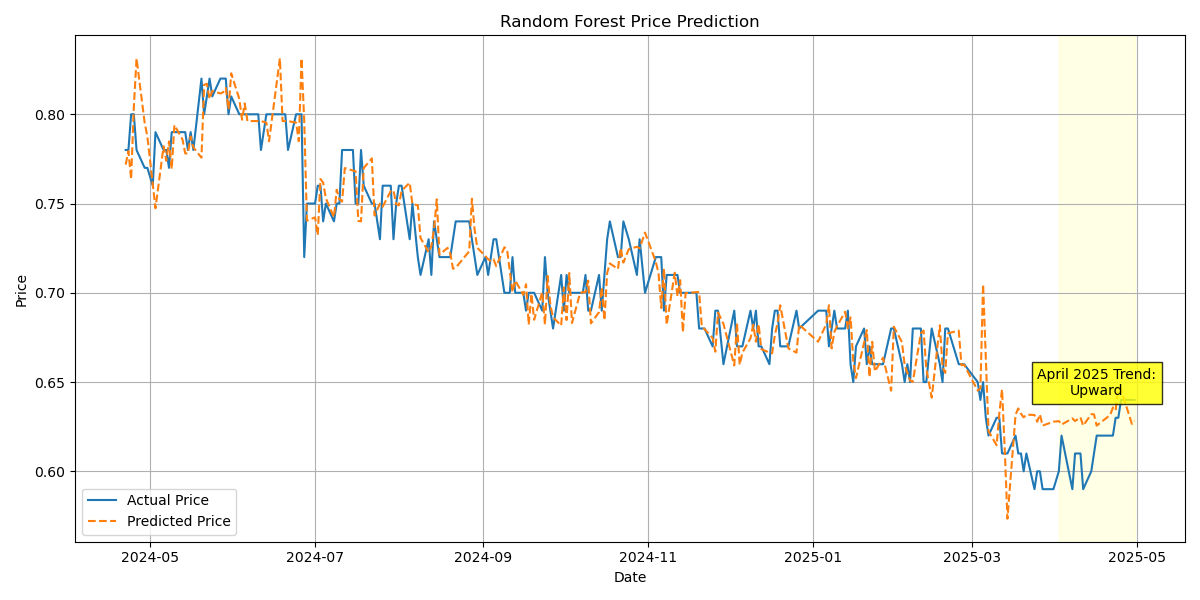 Random Forest Price Prediction
Price
0.80
0.75
0.70
0.65
0.60
April 2025 Trend:
Upward
Actual Price
Predicted Price
2024-05
2024-07
2024-09
2024-11
2025-01
2025-03
2025-05
Date